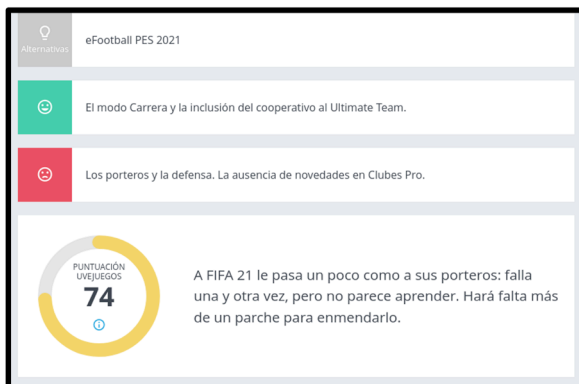 Alternativas
eFootball PES 2021
El modo Carrera y la inclusión del cooperativo al Ultimate Team.
Los porteros y la defensa. La ausencia de novedades en Clubes Pro.
PUNTUACIÓN
UVEJUEGOS
74
A FIFA 21 le pasa un poco como a sus porteros: falla
una y otra vez, pero no parece aprender. Hará falta más
de un parche para enmendarlo.